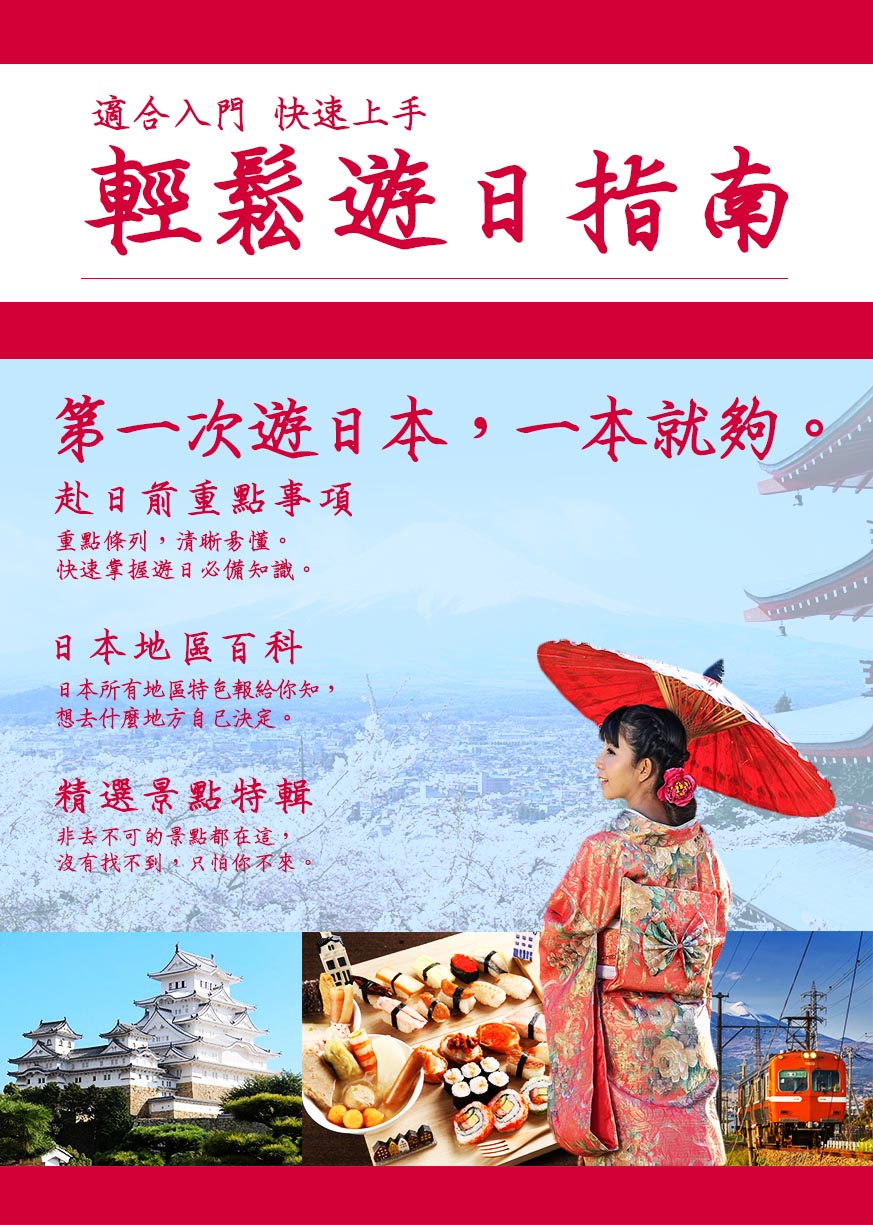 適合入門 快速上手
輕鬆遊日指南
第一次遊日本，一本就夠。
赴日前重點事項
重點條列，清晰易懂。
快速掌握遊日必備知識。
日本地區百科
日本所有地區特色報給你知，
想去什麼地方自己決定。
精選景點特輯
非去不可的景點都在這，
沒有找不到，只怕你不來。